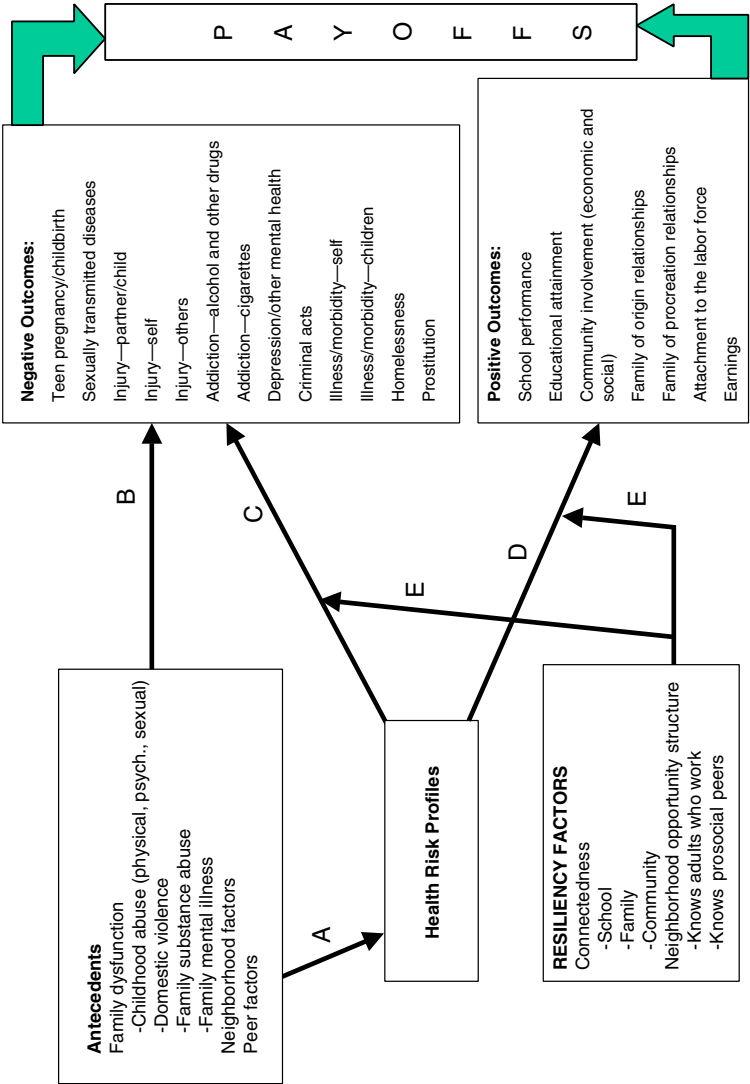 Antecedents
Family dysfunction
-Childhood abuse (physical, psych., sexual)
-Domestic violence
-Family substance abuse
-Family mental illness
Neighborhood factors
Peer factors
A
Health Risk Profiles
RESILIENCY FACTORS
Connectedness
-School
-Family
-Community
Neighborhood opportunity structure
-Knows adults who work
-Knows prosocial peers
B
C
E
D
E
Negative Outcomes:
Teen pregnancy/childbirth
Sexually transmitted diseases
Injury—partner/child
Injury—self
Injury—others
Addiction—alcohol and other drugs
Addiction—cigarettes
Depression/other mental health
Criminal acts
Illness/morbidity—self
Illness/morbidity—children
Homelessness
Prostitution
Positive Outcomes:
School performance
Educational attainment
Community involvement (economic and
social)
Family of origin relationships
Family of procreation relationships
Attachment to the labor force
Earnings
P
A
Y
O
F
F
S